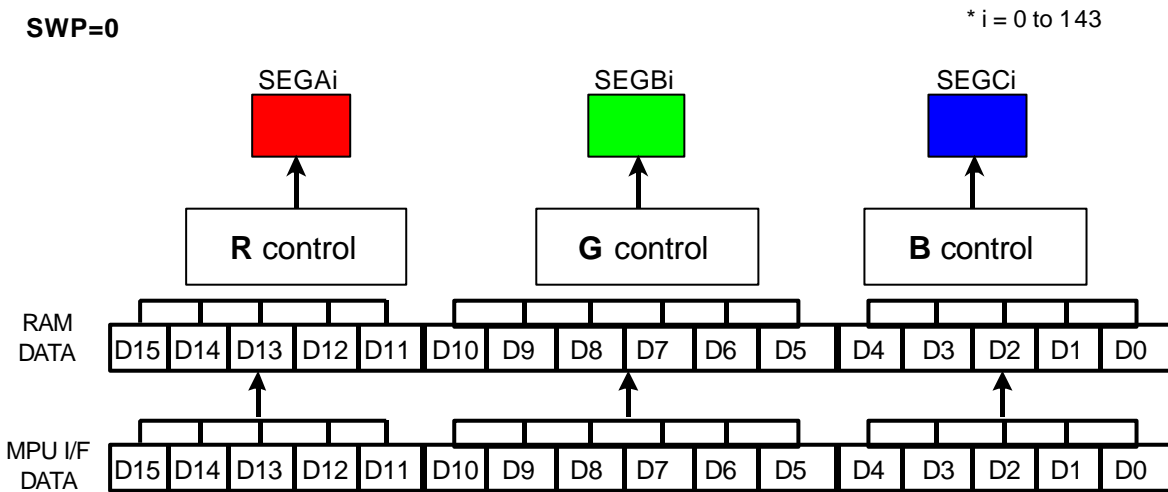 SWP=0
* i = 0 to 143
SEGAi SEGBi SEGCi
R control G control B control
RAM DATA
D15 D14 D13 D12 D11 D10 D9 D8 D7 D6 D5 D4 D3 D2 D1 D0
MPU I/F DATA
D15 D14 D13 D12 D11 D10 D9 D8 D7 D6 D5 D4 D3 D2 D1 D0